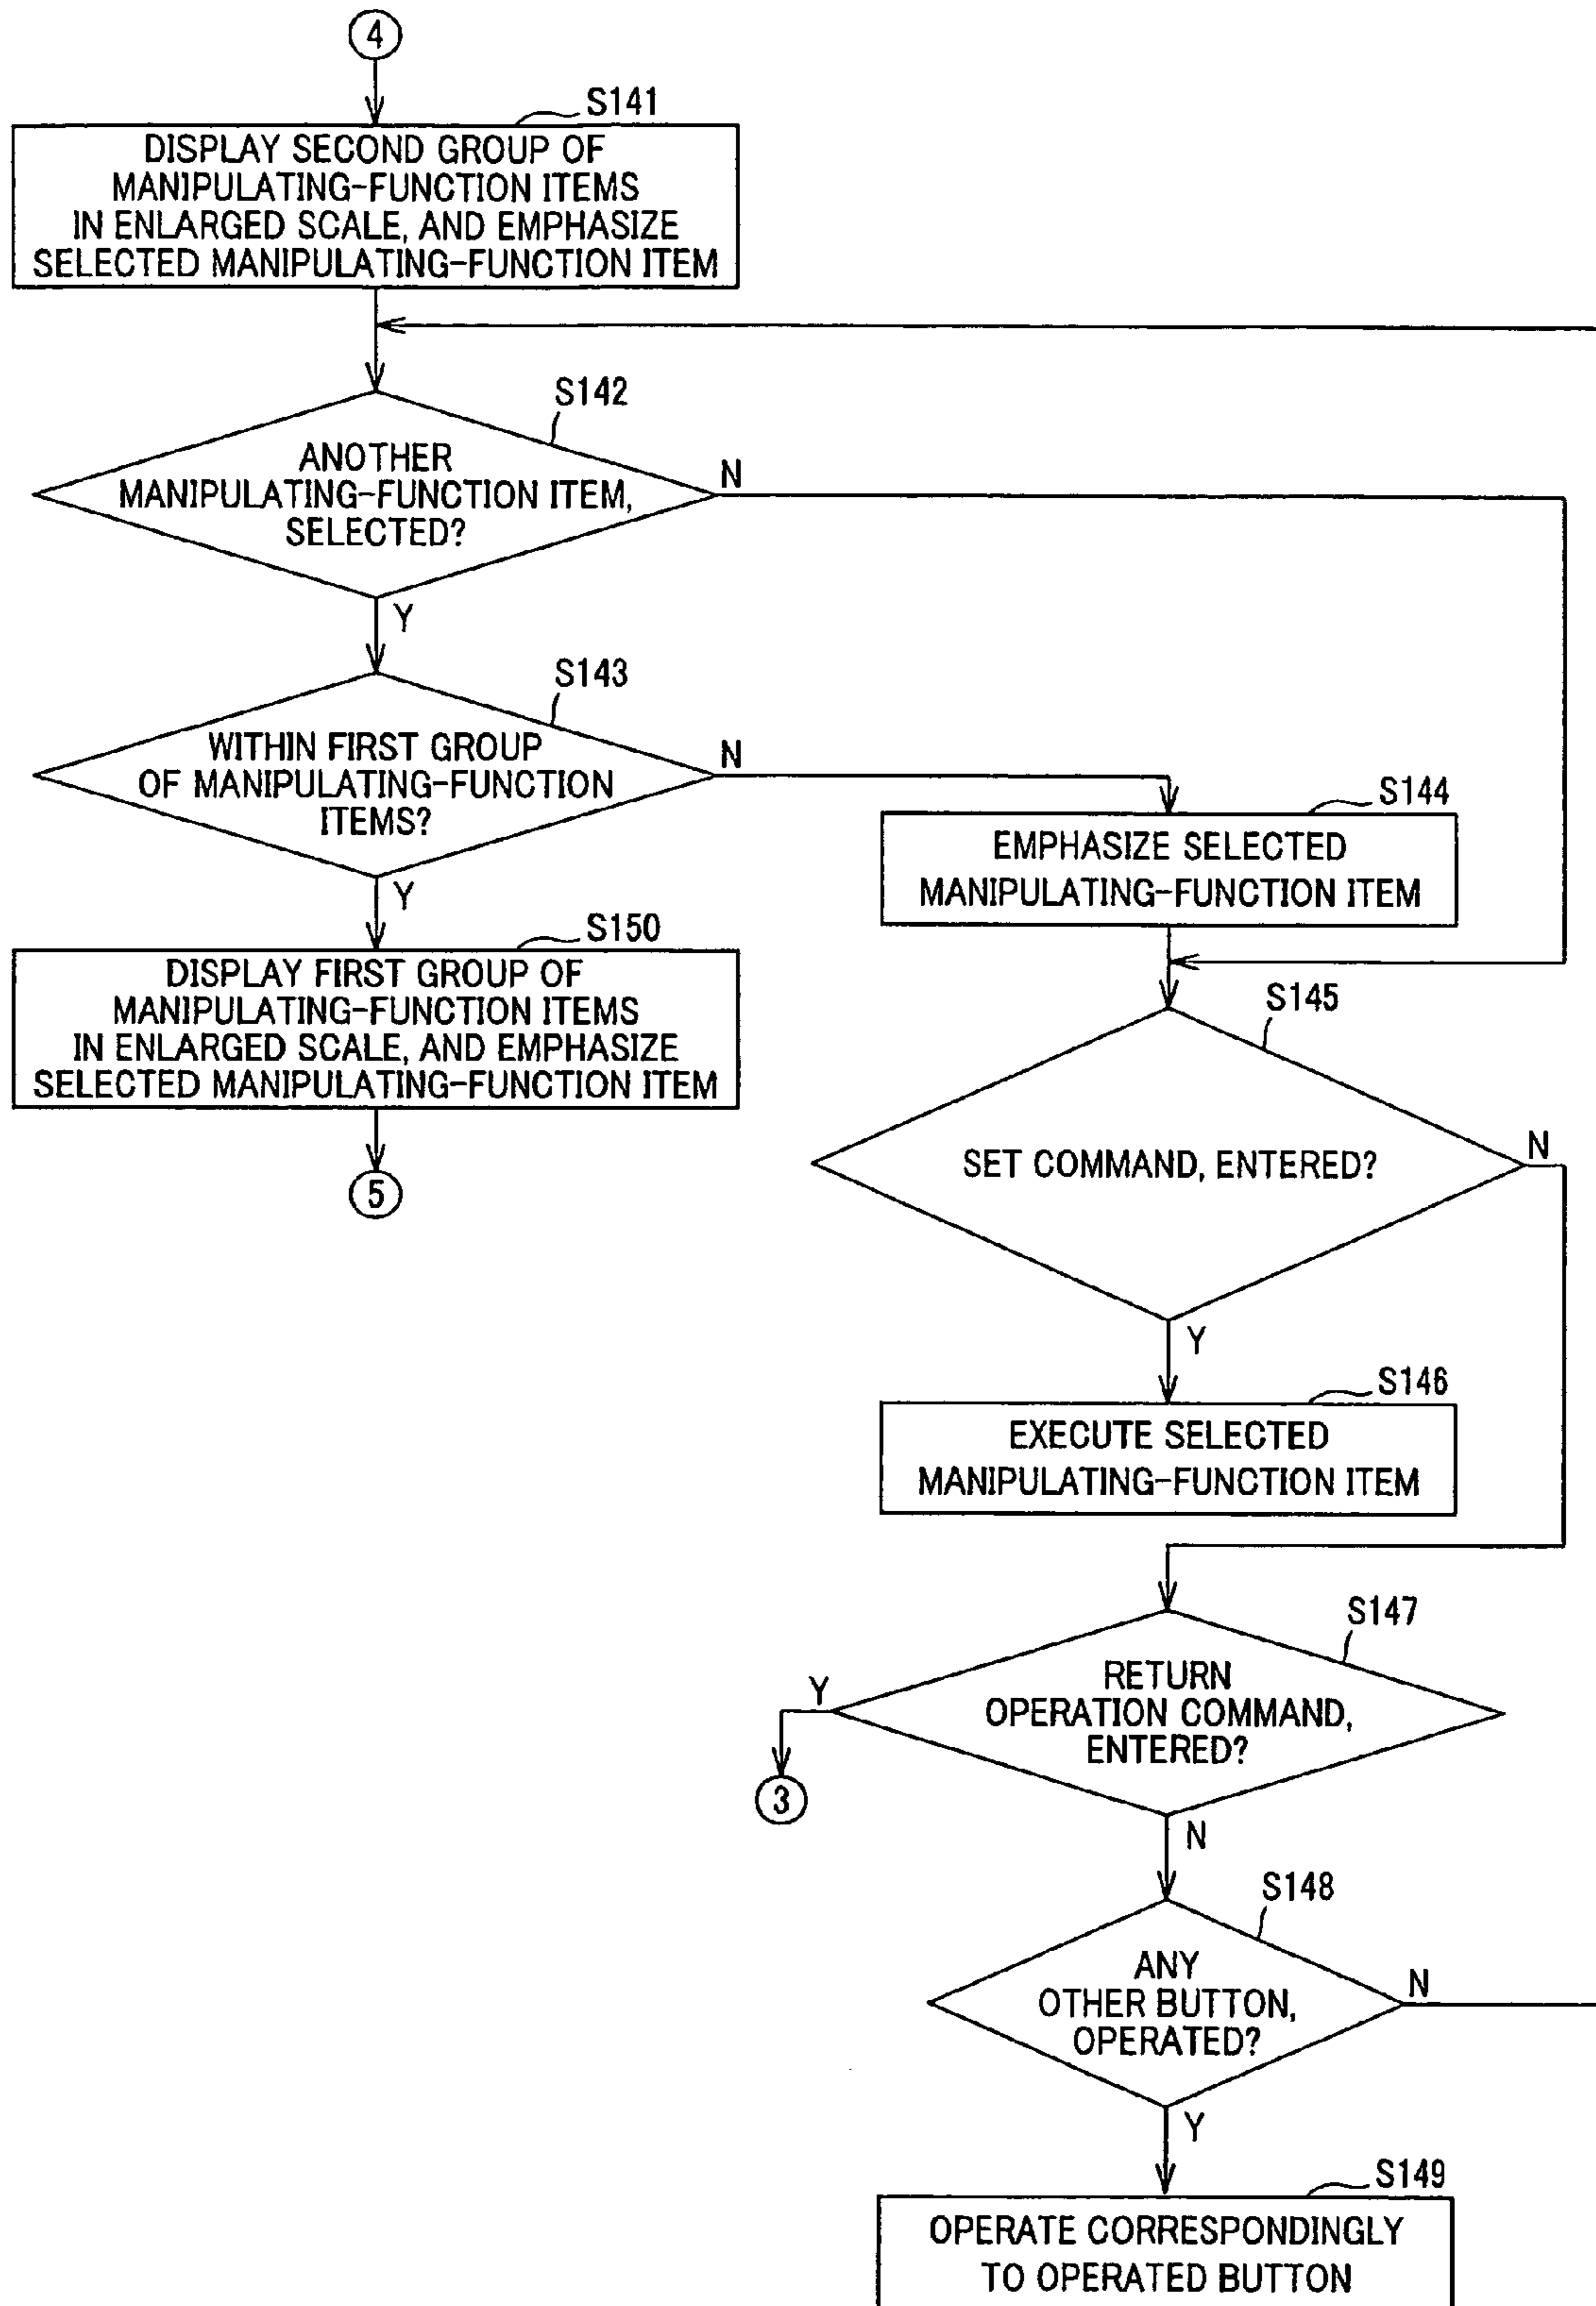 4
S141
DISPLAY SECOND GROUP OF
MANIPULATING-FUNCTION ITEMS
IN ENLARGED SCALE, AND EMPHASIZE
SELECTED MANIPULATING-FUNCTION ITEM
S142
ANOTHER
MANIPULATING-FUNCTION ITEM,
SELECTED?
N
Y
S143
WITHIN FIRST GROUP
OF MANIPULATING-FUNCTION
ITEMS?
N
Y
S144
EMPHASIZE SELECTED
MANIPULATING-FUNCTION ITEM
S150
DISPLAY FIRST GROUP OF
MANIPULATING-FUNCTION ITEMS
IN ENLARGED SCALE, AND EMPHASIZE
SELECTED MANIPULATING-FUNCTION ITEM
5
S145
SET COMMAND, ENTERED?
N
Y
S146
EXECUTE SELECTED
MANIPULATING-FUNCTION ITEM
S147
RETURN
OPERATION COMMAND,
ENTERED?
Y
3
N
S148
ANY
OTHER BUTTON,
OPERATED?
N
Y
S149
OPERATE CORRESPONDINGLY
TO OPERATED BUTTON